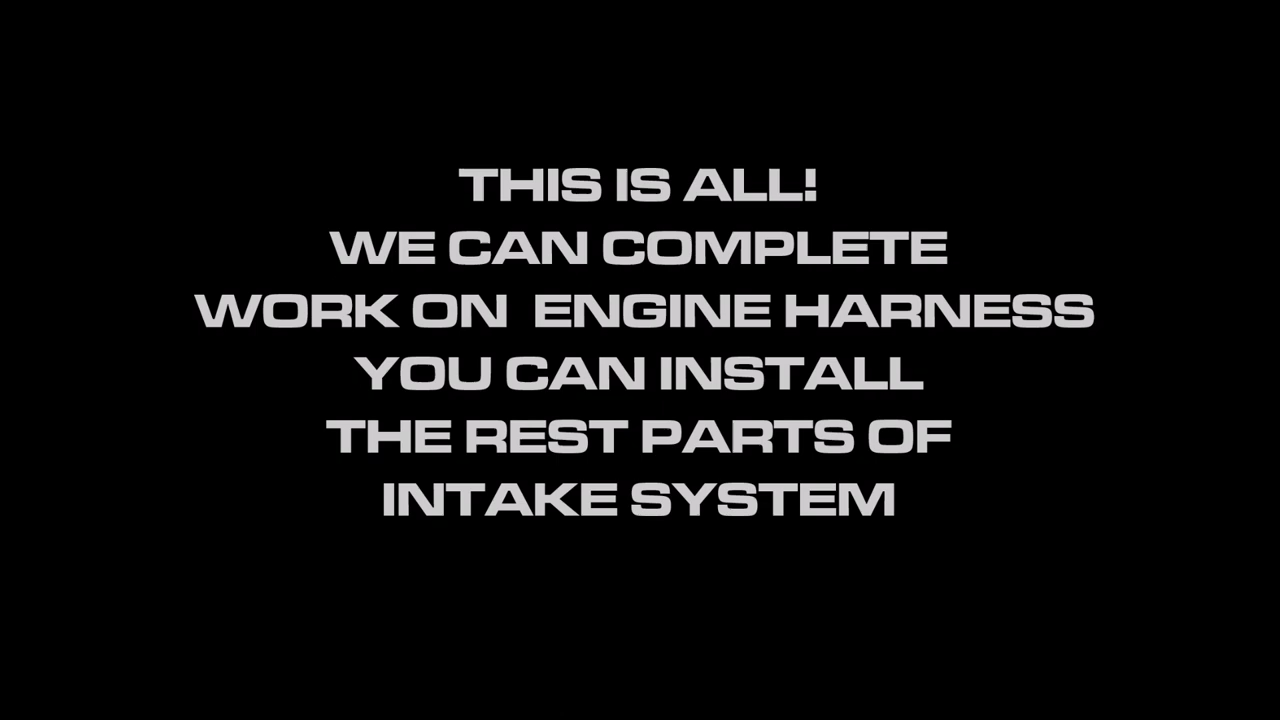 THIS IS ALL!
WE CAN COMPLETE
WORK ON  ENGINE HARNESS
YOU CAN INSTALL
THE REST PARTS OF
INTAKE SYSTEM